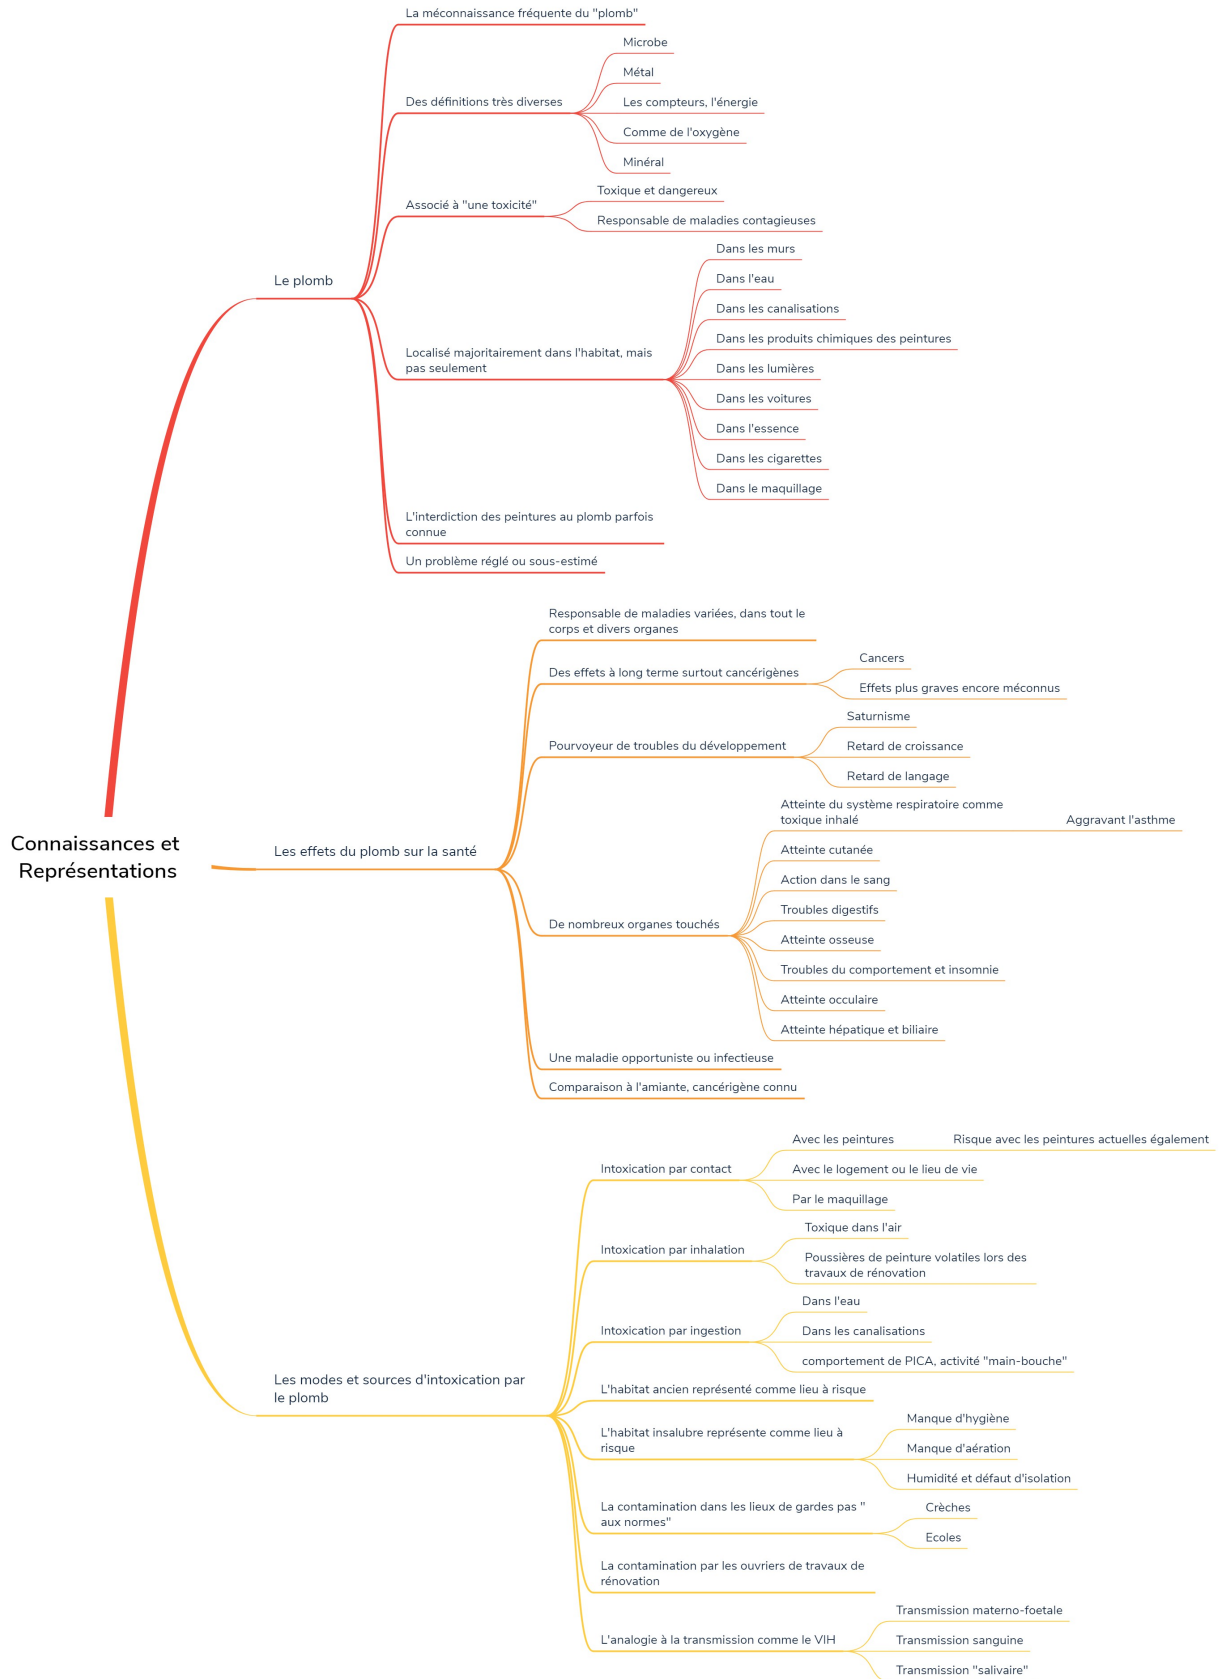 Connaissances et
Représentations
Le plomb
La méconnaissance fréquente du "plomb"
Des définitions très diverses
Microbe
Métal
Les compteurs, l'énergie
Comme de l'oxygène
Minéral
Associé à "une toxicité"
Toxique et dangereux
Responsable de maladies contagieuses
Localisé majoritairement dans l'habitat, mais
pas seulement
Dans les murs
Dans l'eau
Dans les canalisations
Dans les produits chimiques des peintures
Dans les lumières
Dans les voitures
Dans l'essence
Dans les cigarettes
Dans le maquillage
L'interdiction des peintures au plomb parfois
connue
Un problème réglé ou sous-estimé
Les effets du plomb sur la santé
Responsable de maladies variées, dans tout le
corps et divers organes
Des effets à long terme surtout cancérigènes
Cancers
Effets plus graves encore méconnus
Pourvoyeur de troubles du développement
Saturnisme
Retard de croissance
Retard de langage
De nombreux organes touchés
Atteinte du système respiratoire comme
toxique inhalé
Aggravant l'asthme
Atteinte cutanée
Action dans le sang
Troubles digestifs
Atteinte osseuse
Troubles du comportement et insomnie
Atteinte occulaire
Atteinte hépatique et biliaire
Une maladie opportuniste ou infectieuse
Comparaison à l'amiante, cancérigène connu
Les modes et sources d'intoxication par
le plomb
Intoxication par contact
Avec les peintures
Risque avec les peintures actuelles également
Avec le logement ou le lieu de vie
Par le maquillage
Intoxication par inhalation
Toxique dans l'air
Poussières de peinture volatiles lors des
travaux de rénovation
Intoxication par ingestion
Dans l'eau
Dans les canalisations
comportement de PICA, activité "main-bouche"
L'habitat ancien représenté comme lieu à risque
L'habitat insalubre représente comme lieu à
risque
Manque d'hygiène
Manque d'aération
Humidité et défaut d'isolation
La contamination dans les lieux de gardes pas "
aux normes"
Crèches
Ecoles
La contamination par les ouvriers de travaux de
rénovation
L'analogie à la transmission comme le VIH
Transmission materno-foetale
Transmission sanguine
Transmission "salivaire"